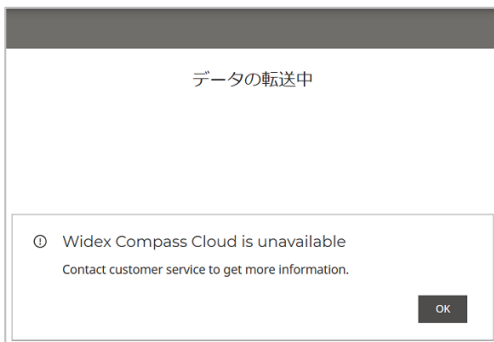 データの転送中
Widex Compass Cloud is unavailable
Contact customer service to get more information.
OK